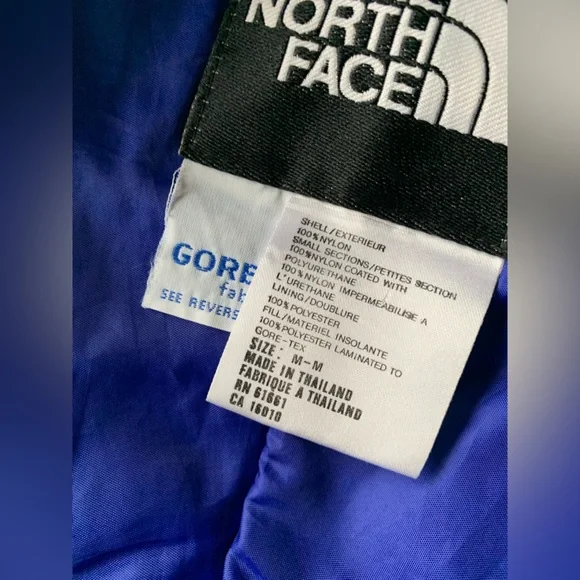 NORTH
FACE
GORE
SEE REVERS
SHELL/EXTERIEUR
100%NYLON
SMALL SECTIONS/PETITES SECTION
100%NYLON COATED WITH
POLYURETHANE
100%NYLON IMPERMEABILISE A
L'URETHANE
LINING/DOUBLURE
100%POLYESTER
FILL/MATERIEL INSOLANTE
100%POLYESTER LAMINATED TO
GORE-TEX
SIZE: M-M
MADE IN THAILAND
FABRIQUE À THAILAND
RN 61661
CA 16010